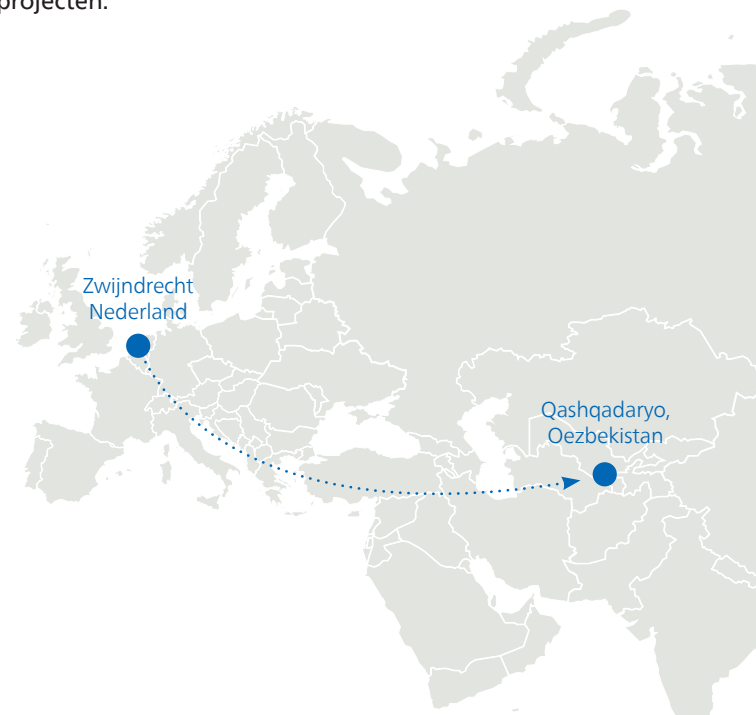 projecten.
Zwijndrecht
Nederland
Qashqadaryo,
Oezbekistan